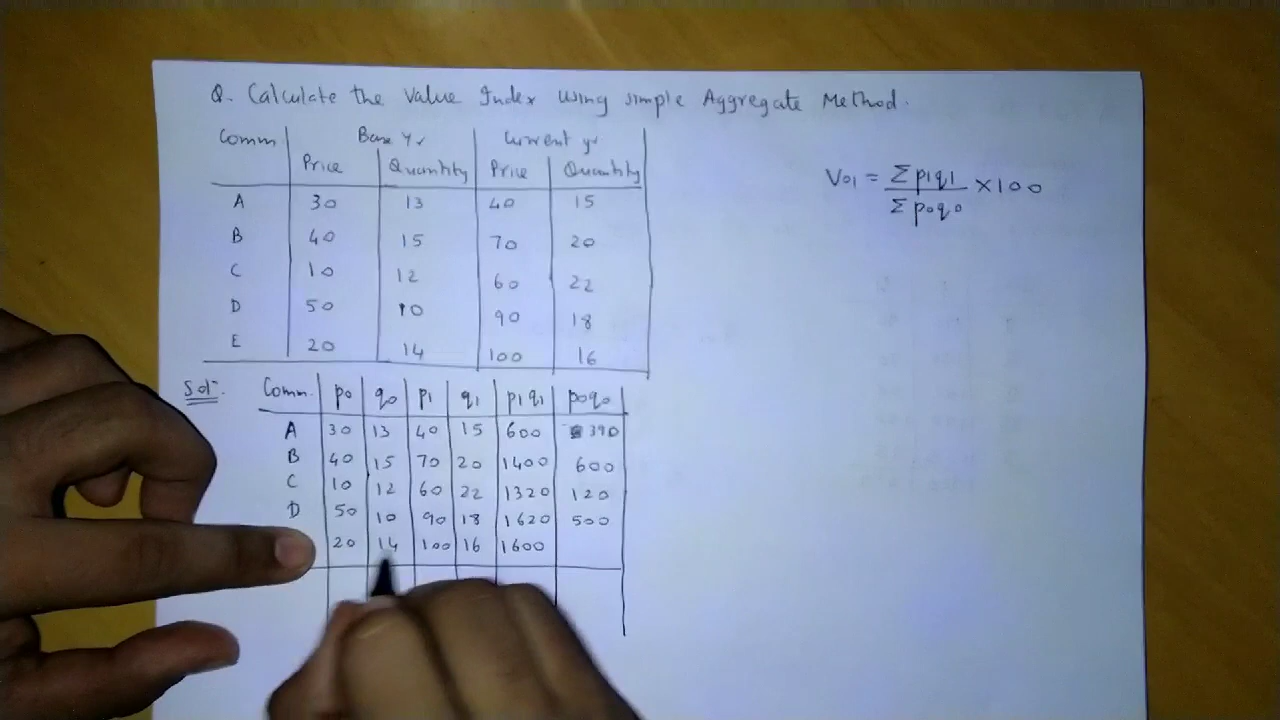 Q. Calculate the Value Index using simple Aggregate Method.
Comm Base Yr Current yr
Price Quantity Price Quantity
A 30 13 40 15
B 40 15 70 20
C 10 12 60 22
D 50 10 90 18
E 20 14 100 16
V01 = Σ p1q1 / Σ p0q0 × 100
Soln:
Comm. p0 q0 p1 q1 p1q1 p0q0
A 30 13 40 15 600 390
B 40 15 70 20 1400 600
C 10 12 60 22 1320 120
D 50 10 90 18 1620 500
20 14 100 16 1600